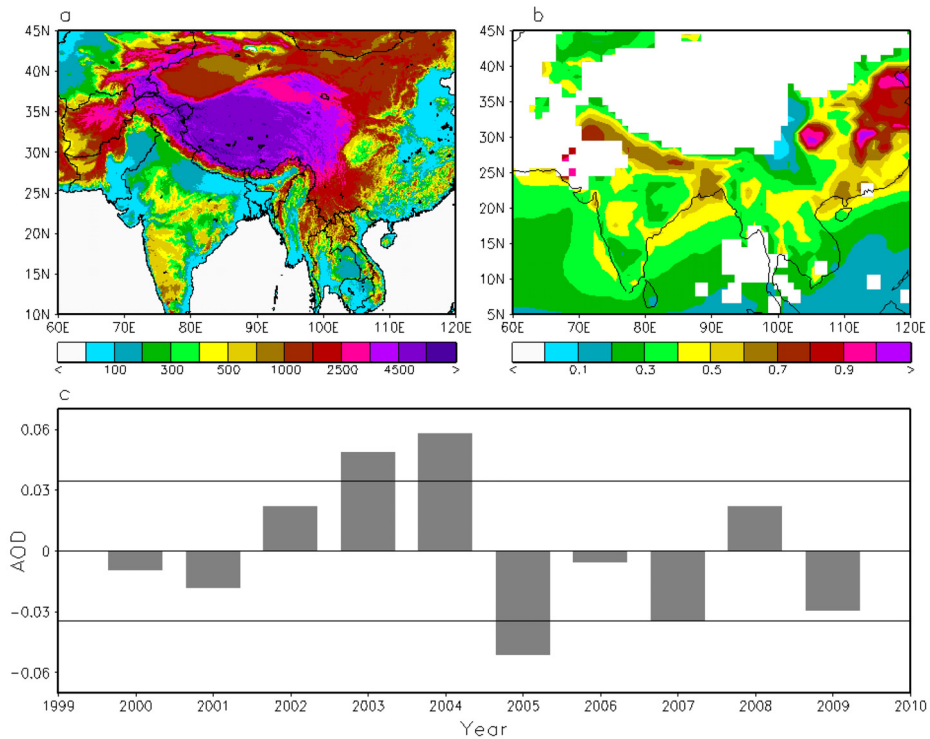 a
45N
40N
35N
30N
25N
20N
15N
10N
60E 70E 80E 90E 100E 110E 120E
< 100 300 500 1000 2500 4500 >
b
45N
40N
35N
30N
25N
20N
15N
10N
5N
60E 70E 80E 90E 100E 110E 120E
< 0.1 0.3 0.5 0.7 0.9 >
c
0.06
0.03
0
-0.03
-0.06
AOD
1999 2000 2001 2002 2003 2004 2005 2006 2007 2008 2009 2010
Year